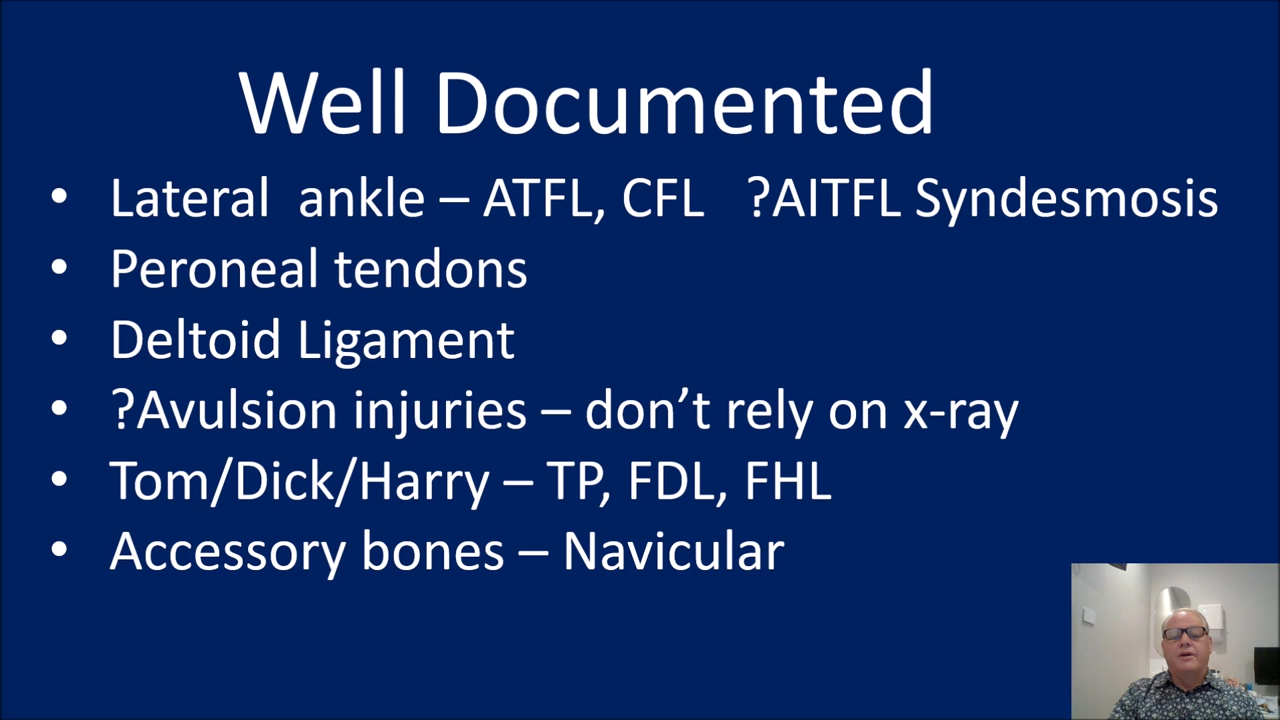 Well Documented
• Lateral ankle – ATFL, CFL ?AITFL Syndesmosis
• Peroneal tendons
• Deltoid Ligament
• ?Avulsion injuries – don’t rely on x-ray
• Tom/Dick/Harry – TP, FDL, FHL
• Accessory bones – Navicular